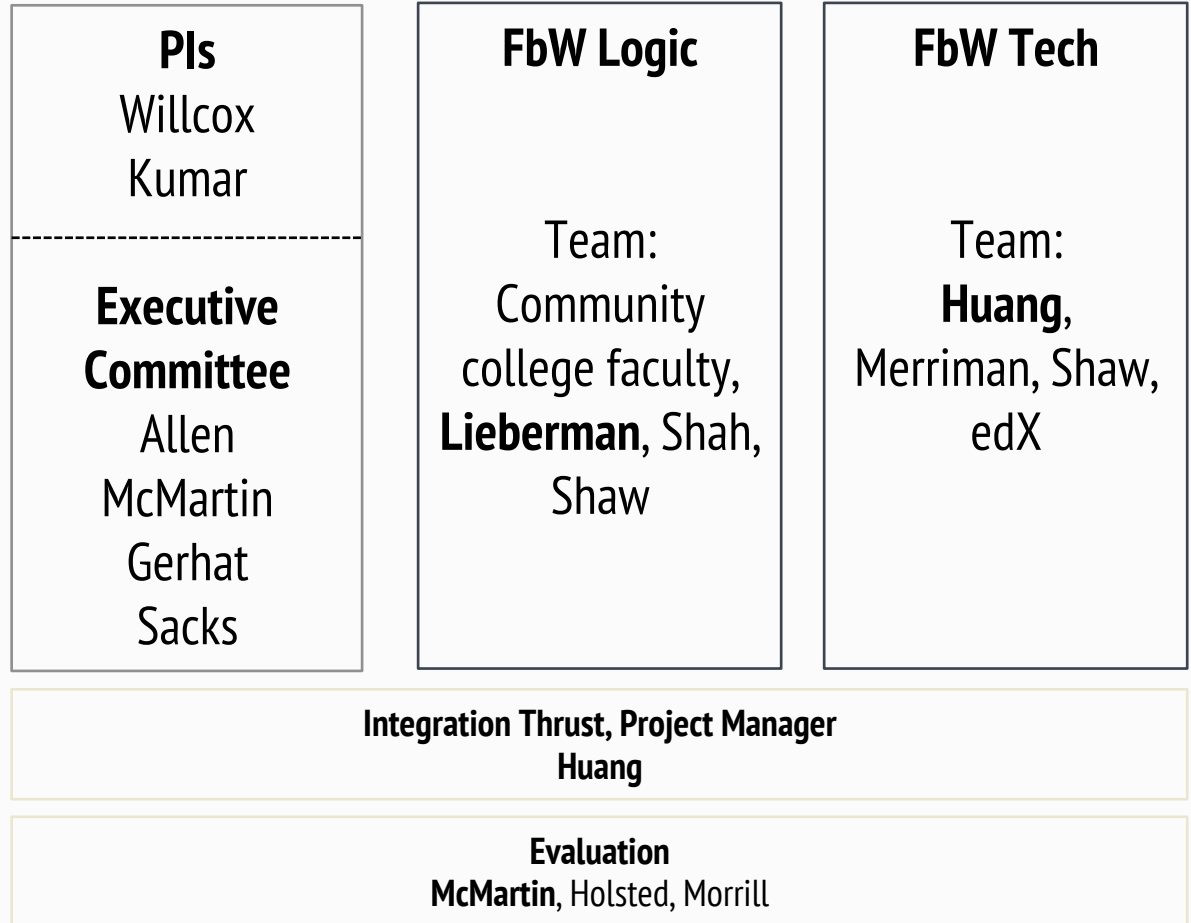 PIs
Willcox
Kumar
Executive
Committee
Allen
McMartin
Gerhat
Sacks
FbW Logic
Team:
Community
college faculty,
Lieberman, Shah,
Shaw
FbW Tech
Team:
Huang,
Merriman, Shaw,
edX
Integration Thrust, Project Manager
Huang
Evaluation
McMartin, Holsted, Morrill